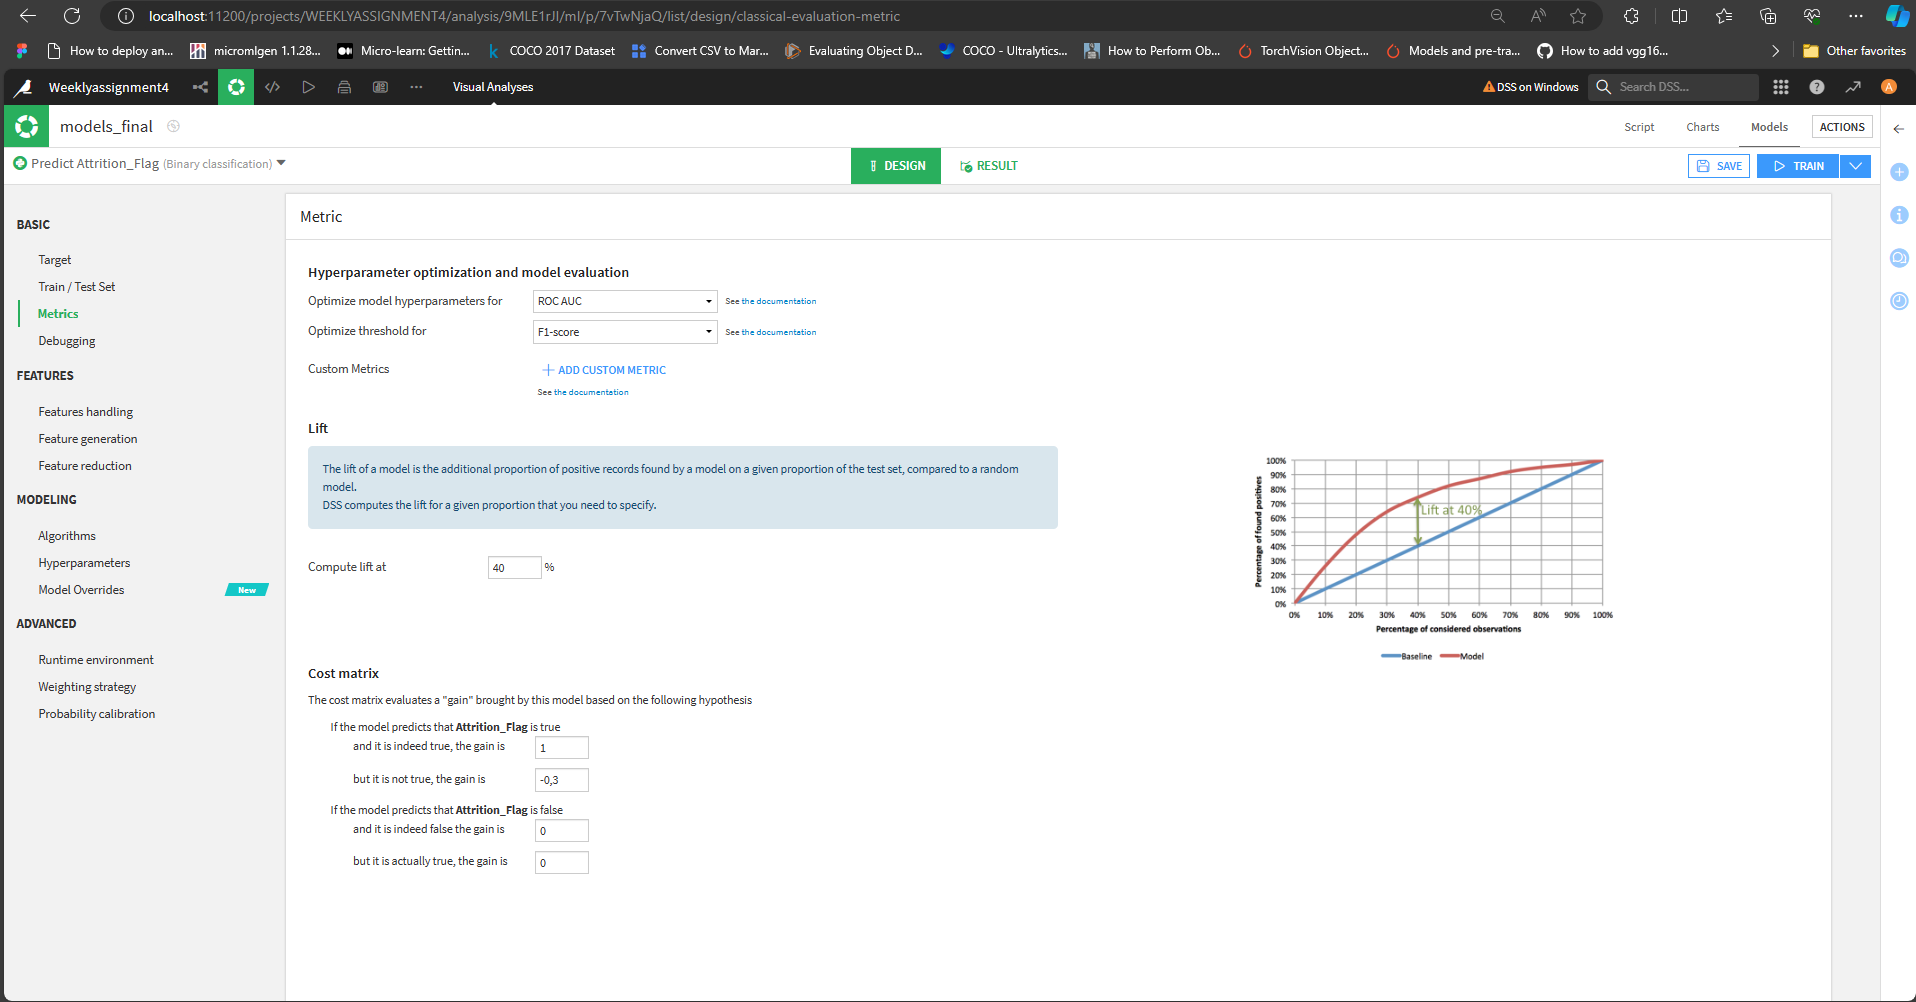 localhost:11200/projects/WEEKLYASSIGNMENT4/analysis/9MLE1rJI/ml/p/7vTwNjaQ/list/design/classical-evaluation-metric
How to deploy an... micromlgen 1.1.28... Micro-learn: Gettin... COCO 2017 Dataset Convert CSV to Mar... Evaluating Object D... COCO - Ultralytics... How to Perform Ob... TorchVision Object... Models and pre-tra... How to add vgg16... Other favorites
Weeklyassignment4 Visual Analyses DSS on Windows Search DSS... A
models_final Script Charts Models ACTIONS
Predict Attrition_Flag (Binary classification) DESIGN RESULT SAVE TRAIN
BASIC
Target
Train / Test Set
Metrics
Debugging
FEATURES
Features handling
Feature generation
Feature reduction
MODELING
Algorithms
Hyperparameters
Model Overrides New
ADVANCED
Runtime environment
Weighting strategy
Probability calibration
Metric
Hyperparameter optimization and model evaluation
Optimize model hyperparameters for ROC AUC See the documentation
Optimize threshold for F1-score See the documentation
Custom Metrics ADD CUSTOM METRIC
See the documentation
Lift
The lift of a model is the additional proportion of positive records found by a model on a given proportion of the test set, compared to a random
model.
DSS computes the lift for a given proportion that you need to specify.
Compute lift at 40 %
Percentage of found positives
100%
90%
80%
70%
60%
50%
40%
30%
20%
10%
0%
Lift at 40%
0% 10% 20% 30% 40% 50% 60% 70% 80% 90% 100%
Percentage of considered observations
Baseline Model
Cost matrix
The cost matrix evaluates a "gain" brought by this model based on the following hypothesis
If the model predicts that Attrition_Flag is true
and it is indeed true, the gain is 1
but it is not true, the gain is -0,3
If the model predicts that Attrition_Flag is false
and it is indeed false the gain is 0
but it is actually true, the gain is 0